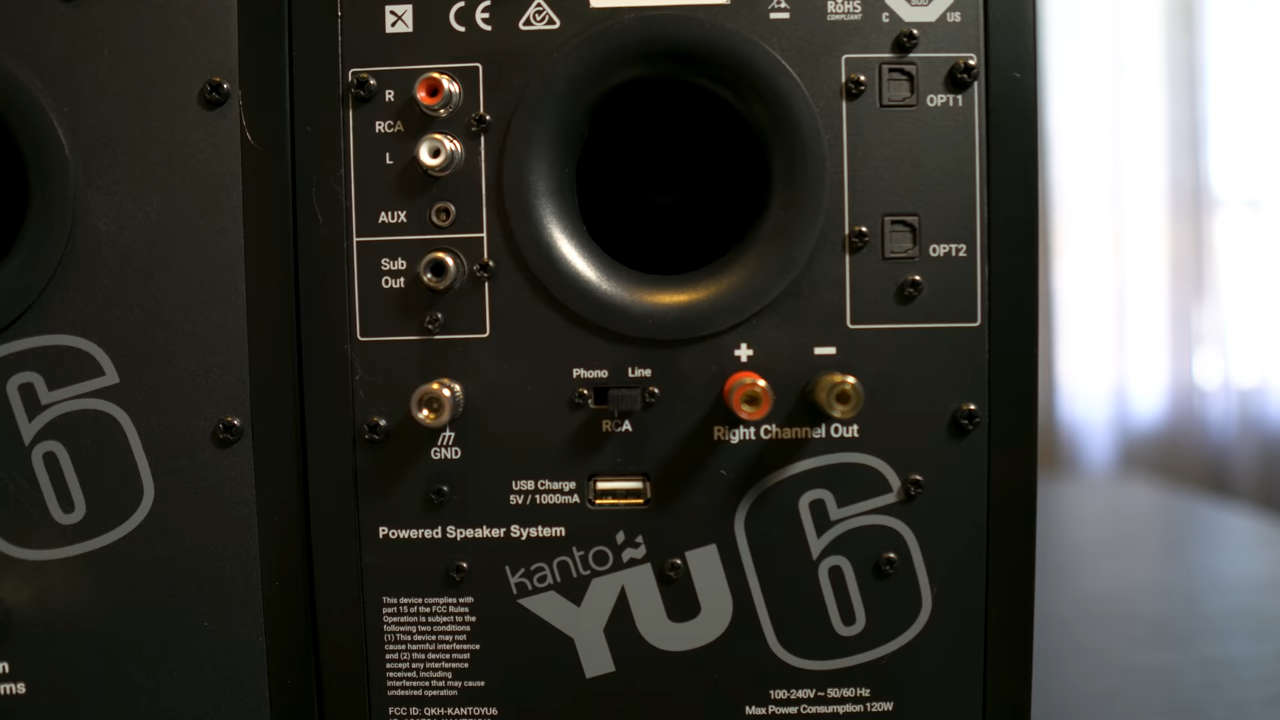 CE
RoHS
COMPLIANT
C US
R
RCA
L
AUX
Sub
Out
OPT1
OPT2
GND
Phono Line
RCA
+ −
Right Channel Out
USB Charge
5V / 1000mA
Powered Speaker System
kanto
YU6
This device complies with
part 15 of the FCC Rules
Operation is subject to the
following two conditions
(1) This device may not
cause harmful interference
and (2) this device must
accept any interference
received, including
interference that may cause
undesired operation
FCC ID: QKH-KANTOYU6
100-240V ~ 50/60 Hz
Max Power Consumption 120W
6
ms